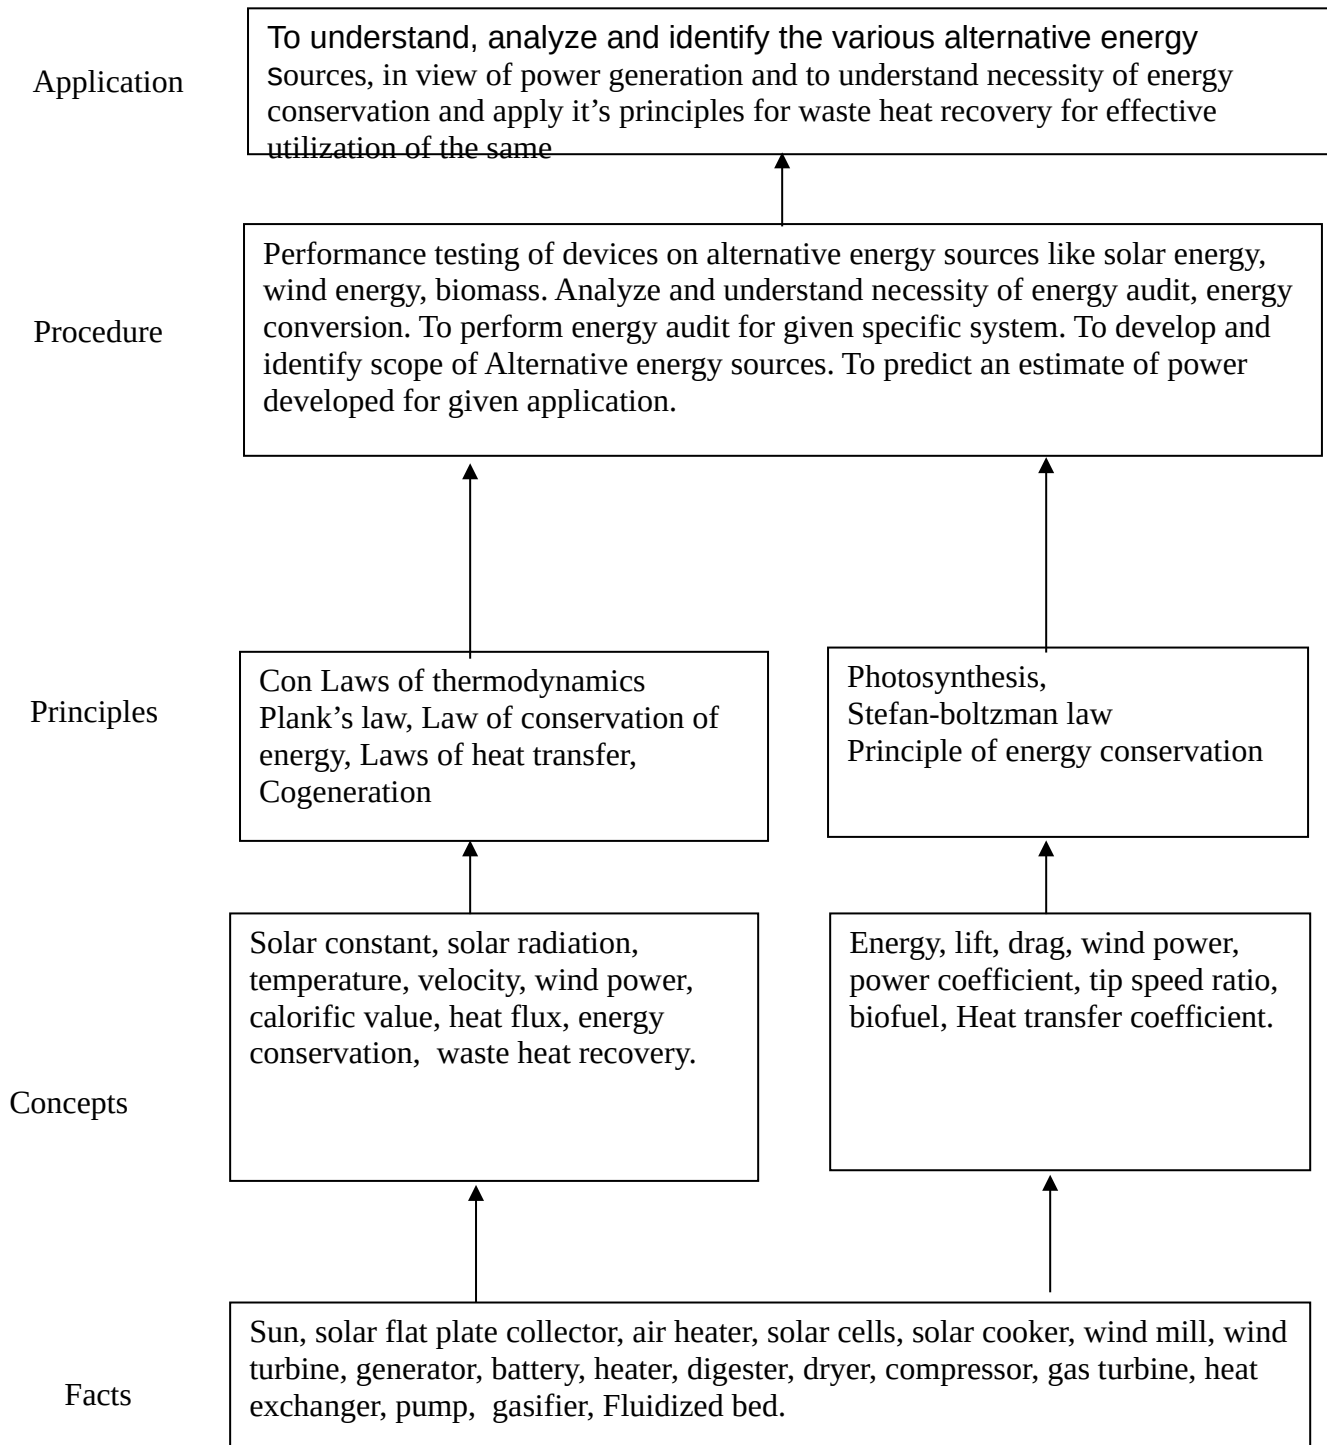 Application
To understand, analyze and identify the various alternative energy
sources, in view of power generation and to understand necessity of energy
conservation and apply it’s principles for waste heat recovery for effective
utilization of the same
Procedure
Performance testing of devices on alternative energy sources like solar energy,
wind energy, biomass. Analyze and understand necessity of energy audit, energy
conversion. To perform energy audit for given specific system. To develop and
identify scope of Alternative energy sources. To predict an estimate of power
developed for given application.
Principles
Con Laws of thermodynamics
Plank’s law, Law of conservation of
energy, Laws of heat transfer,
Cogeneration
Photosynthesis,
Stefan-boltzman law
Principle of energy conservation
Concepts
Solar constant, solar radiation,
temperature, velocity, wind power,
calorific value, heat flux, energy
conservation,  waste heat recovery.
Energy, lift, drag, wind power,
power coefficient, tip speed ratio,
biofuel, Heat transfer coefficient.
Facts
Sun, solar flat plate collector, air heater, solar cells, solar cooker, wind mill, wind
turbine, generator, battery, heater, digester, dryer, compressor, gas turbine, heat
exchanger, pump,  gasifier, Fluidized bed.